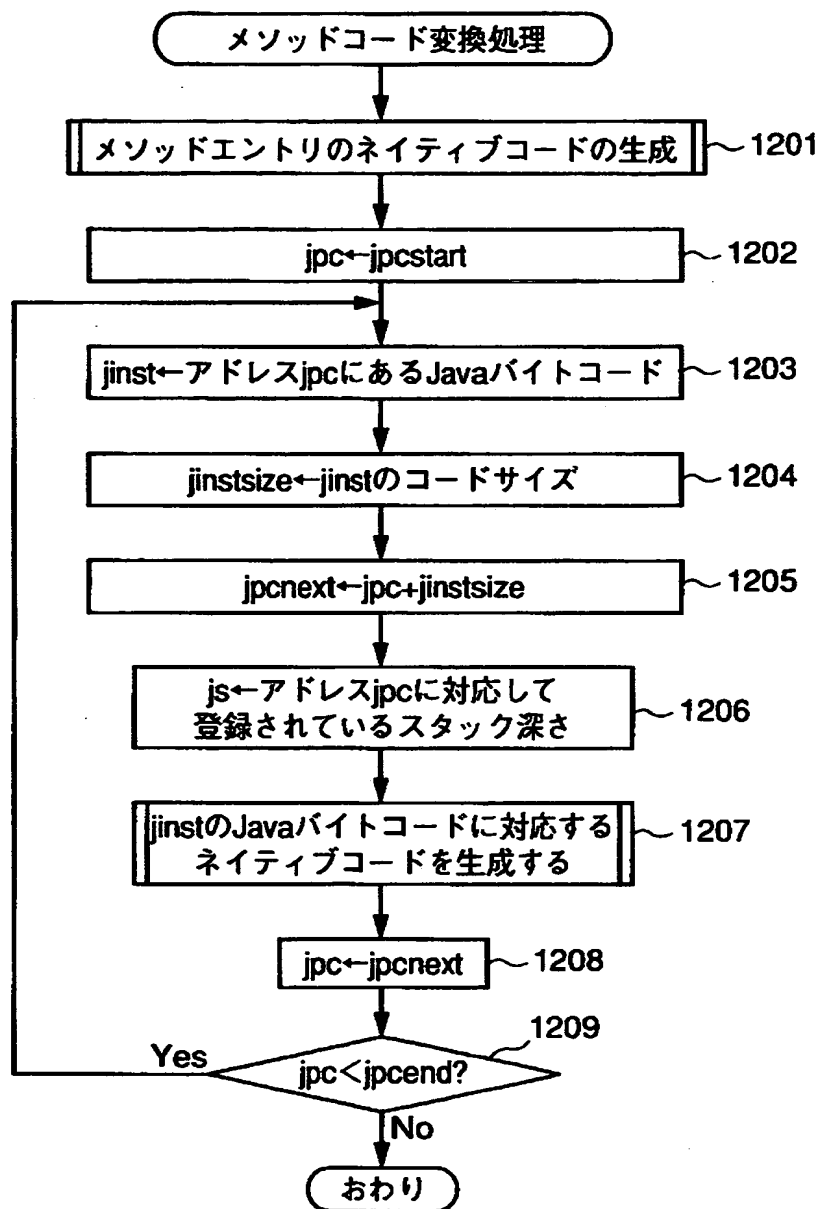 メソッドコード変換処理
メソッドエントリのネイティブコードの生成
1201
jpc←jpcstart
1202
jinst←アドレスjpcにあるJavaバイトコード
1203
jinstsize←jinstのコードサイズ
1204
jpcnext←jpc+jinstsize
1205
js←アドレスjpcに対応して
登録されているスタック深さ
1206
jinstのJavaバイトコードに対応する
ネイティブコードを生成する
1207
jpc←jpcnext
1208
1209
Yes
jpc<jpcend?
No
おわり